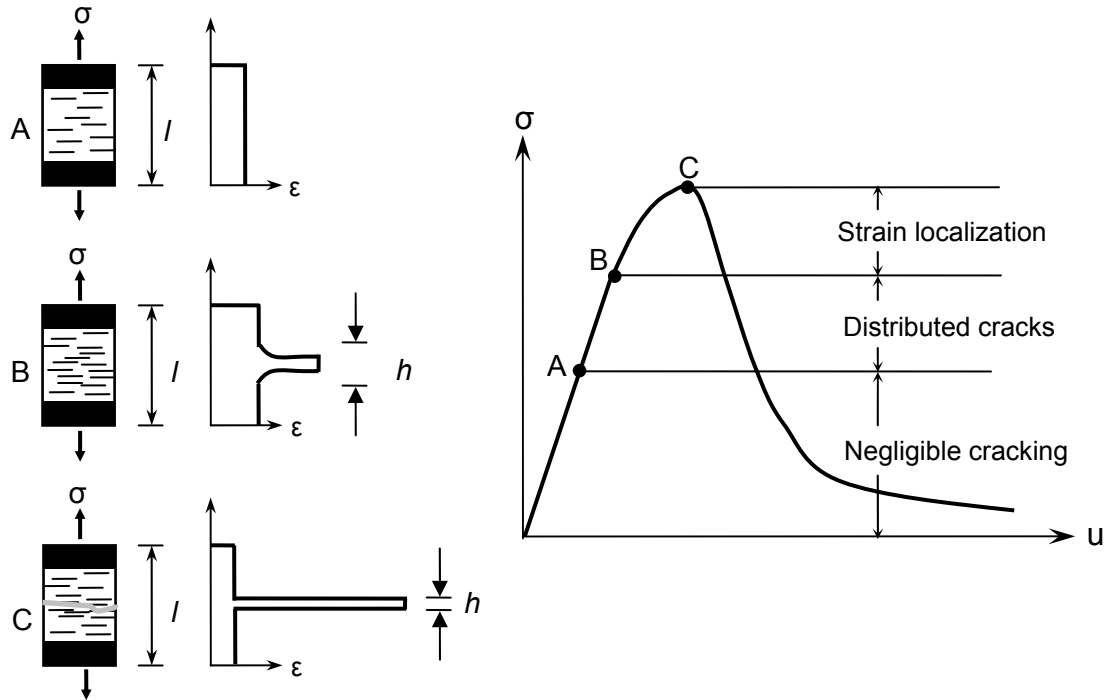 σ
A
l
ε
σ
B
l
h
ε
σ
C
l
h
ε
σ
C
Strain localization
B
Distributed cracks
A
Negligible cracking
u